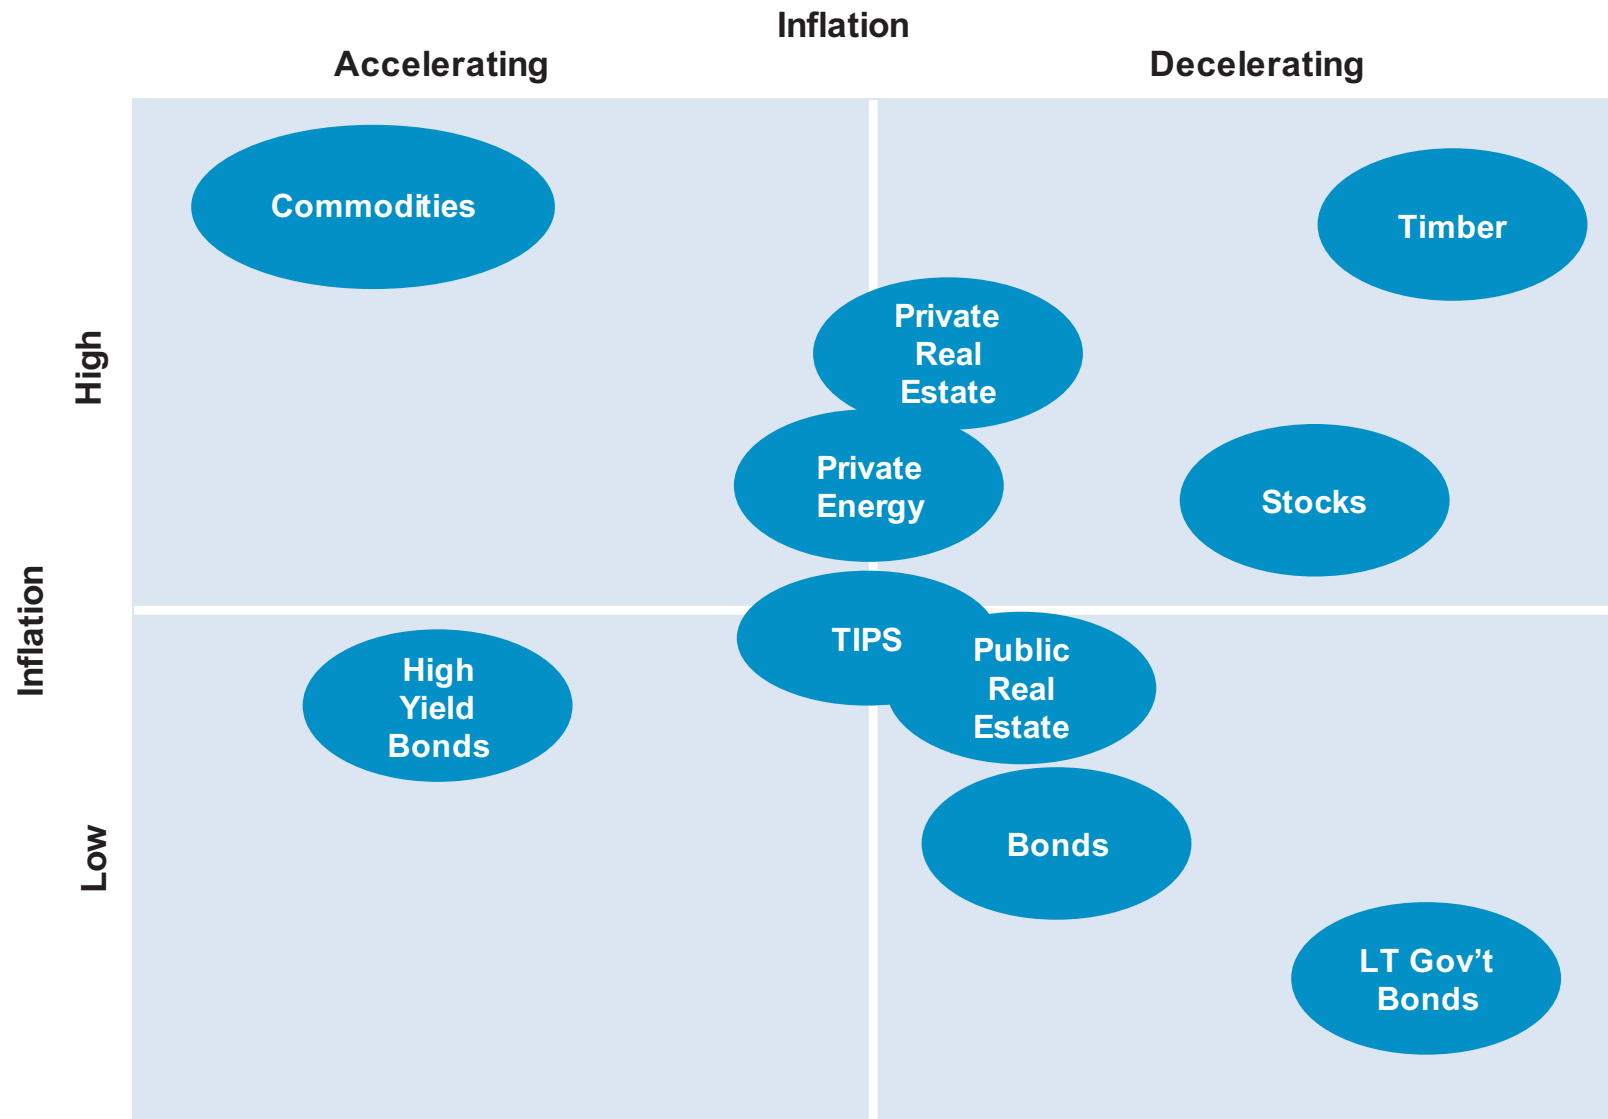 Inflation
Accelerating
Decelerating
Commodities
Timber
Private
Real
Estate
High
Private
Energy
Stocks
Inflation
TIPS
Public
Real
Estate
High
Yield
Bonds
Low
Bonds
LT Gov’t
Bonds